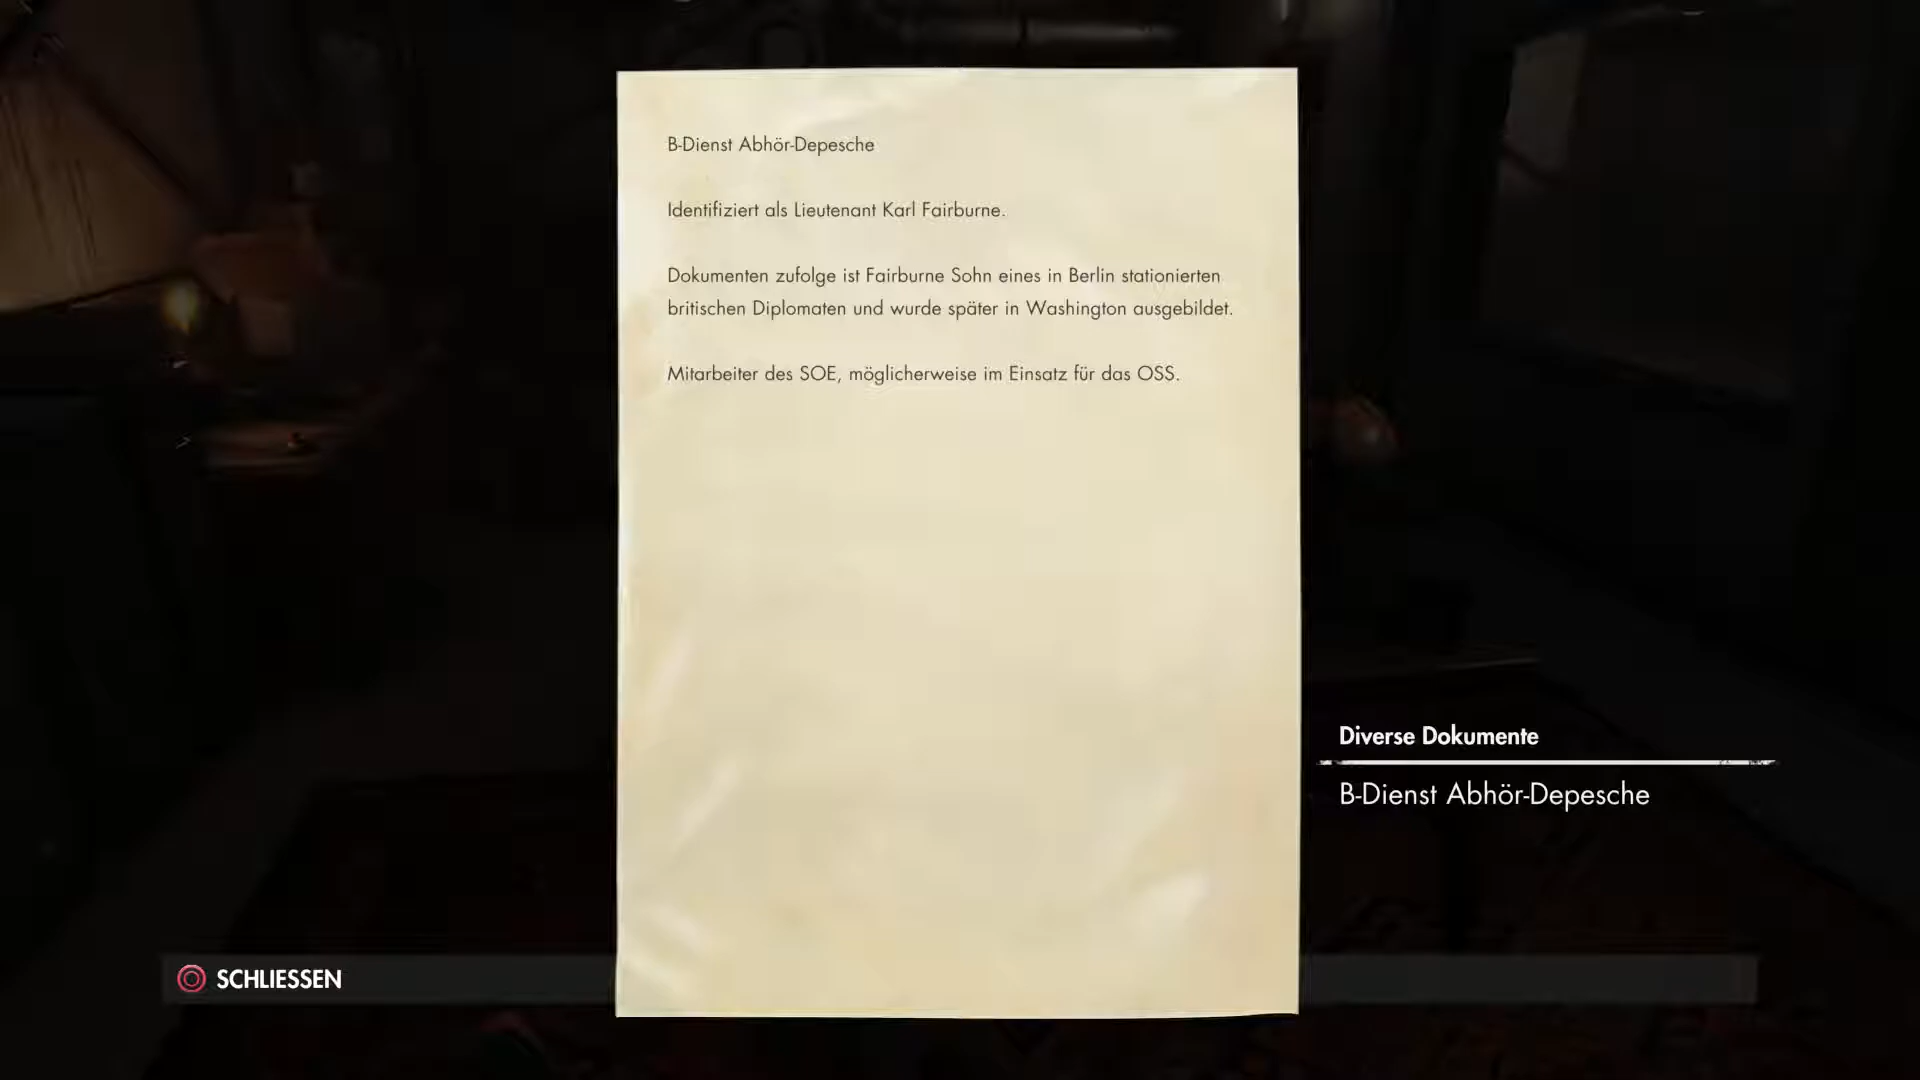 B-Dienst Abhör-Depesche
Identifiziert als Lieutenant Karl Fairburne.
Dokumenten zufolge ist Fairburne Sohn eines in Berlin stationierten
britischen Diplomaten und wurde später in Washington ausgebildet.
Mitarbeiter des SOE, möglicherweise im Einsatz für das OSS.
Diverse Dokumente
B-Dienst Abhör-Depesche
SCHLIESSEN